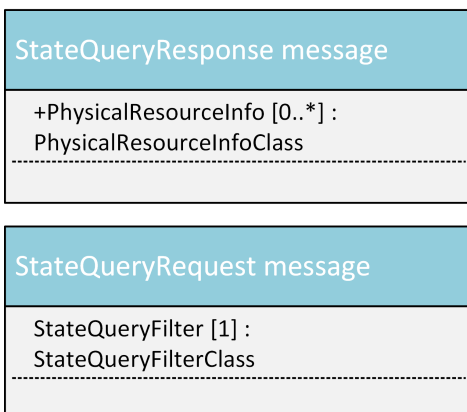 StateQueryResponse message
+PhysicalResourceInfo [0..*] :
PhysicalResourceInfoClass
StateQueryRequest message
StateQueryFilter [1] :
StateQueryFilterClass